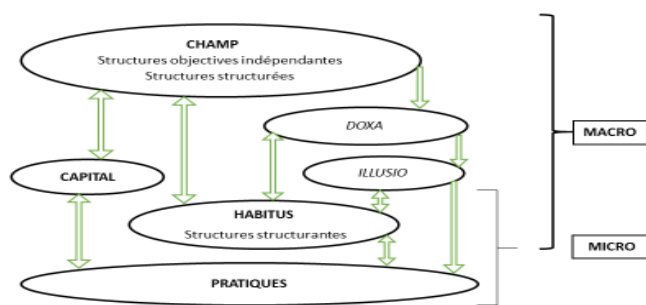 CHAMP
Structures objectives indépendantes
Structures structurées
DOXA
MACRO
CAPITAL
ILLUSIO
HABITUS
Structures structurantes
MICRO
PRATIQUES